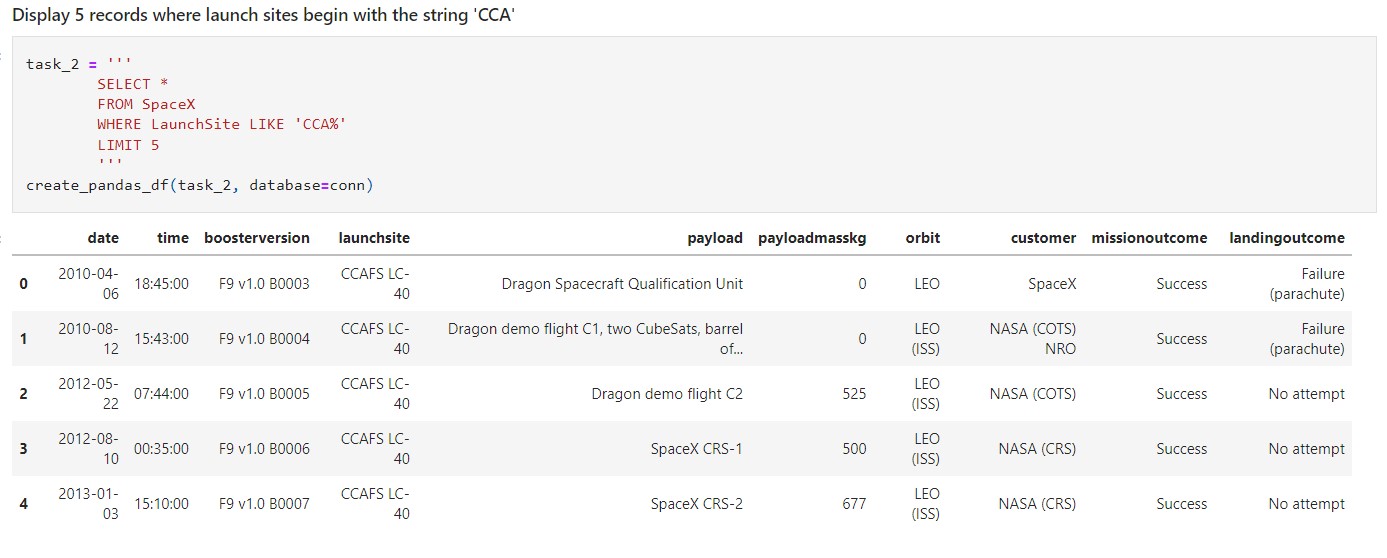 Display 5 records where launch sites begin with the string 'CCA'
task_2 = '''
SELECT *
FROM SpaceX
WHERE LaunchSite LIKE 'CCA%'
LIMIT 5
'''
create_pandas_df(task_2, database=conn)
date time boosterversion launchsite payload payloadmasskg orbit customer missionoutcome landingoutcome
0 2010-04-06 18:45:00 F9 v1.0 B0003 CCAFS LC-40 Dragon Spacecraft Qualification Unit 0 LEO SpaceX Success Failure (parachute)
1 2010-08-12 15:43:00 F9 v1.0 B0004 CCAFS LC-40 Dragon demo flight C1, two CubeSats, barrel of... 0 LEO (ISS) NASA (COTS) NRO Success Failure (parachute)
2 2012-05-22 07:44:00 F9 v1.0 B0005 CCAFS LC-40 Dragon demo flight C2 525 LEO (ISS) NASA (COTS) Success No attempt
3 2012-08-10 00:35:00 F9 v1.0 B0006 CCAFS LC-40 SpaceX CRS-1 500 LEO (ISS) NASA (CRS) Success No attempt
4 2013-01-03 15:10:00 F9 v1.0 B0007 CCAFS LC-40 SpaceX CRS-2 677 LEO (ISS) NASA (CRS) Success No attempt